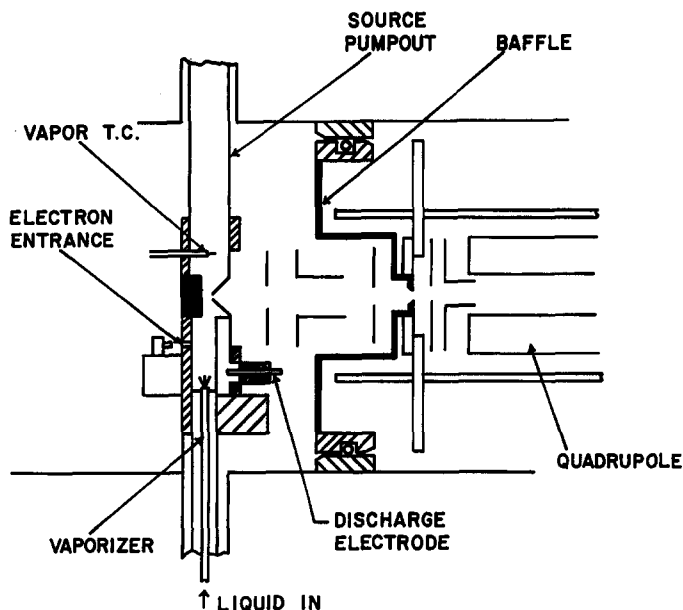 SOURCE
PUMPOUT
BAFFLE
VAPOR T.C.
ELECTRON
ENTRANCE
QUADRUPOLE
VAPORIZER
DISCHARGE
ELECTRODE
↑ LIQUID IN